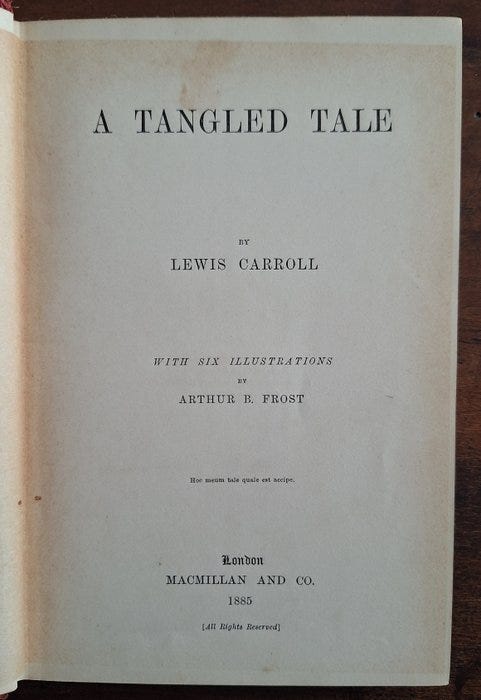 A TANGLED TALE
BY
LEWIS CARROLL
WITH SIX ILLUSTRATIONS
BY
ARTHUR B. FROST
Hoc meum tale quale est accipe.
London
MACMILLAN AND CO.
1885
[All Rights Reserved]